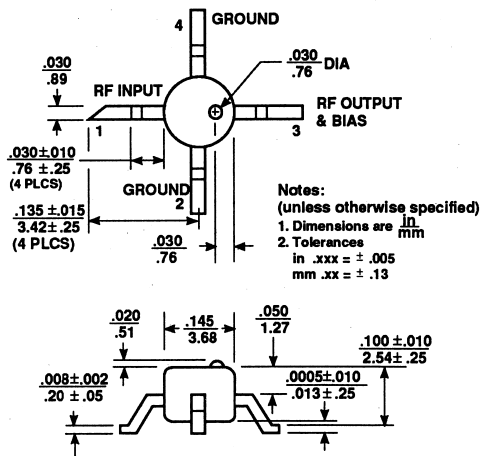 4
GROUND
.030
.76
DIA
.030
.89
RF INPUT
RF OUTPUT
& BIAS
1
3
.030±.010
.76 ±.25
(4 PLCS)
GROUND
2
.135 ±.015
3.42± .25
(4 PLCS)
.030
.76
Notes:
(unless otherwise specified)
1. Dimensions are in
mm
2. Tolerances
in .xxx = ± .005
mm .xx = ± .13
.020
.51
.145
3.68
.050
1.27
.100 ±.010
2.54± .25
.008±.002
.20 ± .05
.0005±.010
.013±.25